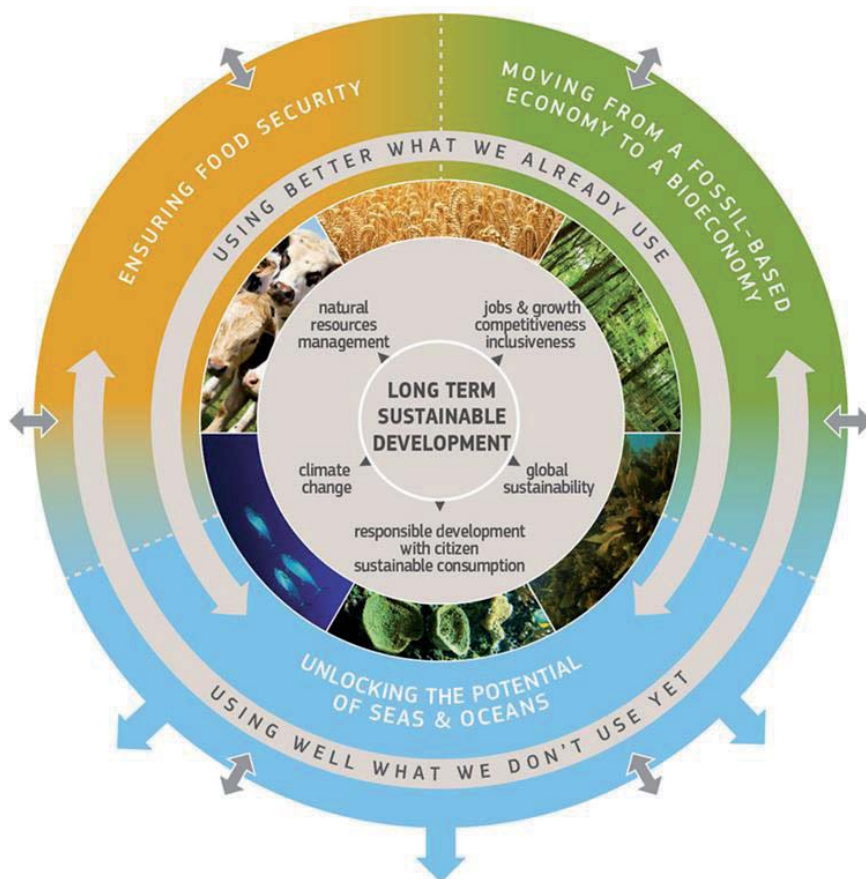 ENSURING FOOD SECURITY
MOVING FROM A FOSSIL-BASED
ECONOMY TO A BIOECONOMY
USING BETTER WHAT WE ALREADY USE
natural
resources
management
jobs & growth
competitiveness
inclusiveness
LONG TERM
SUSTAINABLE
DEVELOPMENT
climate
change
global
sustainability
responsible development
with citizen
sustainable consumption
UNLOCKING THE POTENTIAL
OF SEAS & OCEANS
USING WELL WHAT WE DON'T USE YET